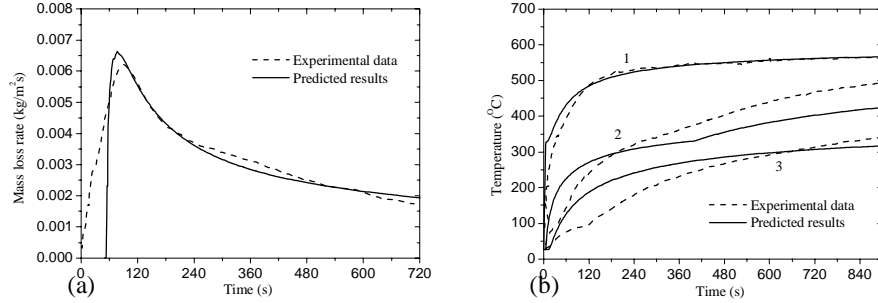 0.008
0.007
0.006
0.005
0.004
0.003
0.002
0.001
0.000
Mass loss rate (kg/m²s)
Experimental data
Predicted results
0 120 240 360 480 600 720
(a)
Time (s)
700
600
500
400
300
200
100
0
Temperature (°C)
1
2
3
Experimental data
Predicted results
0 120 240 360 480 600 720 840
(b)
Time (s)